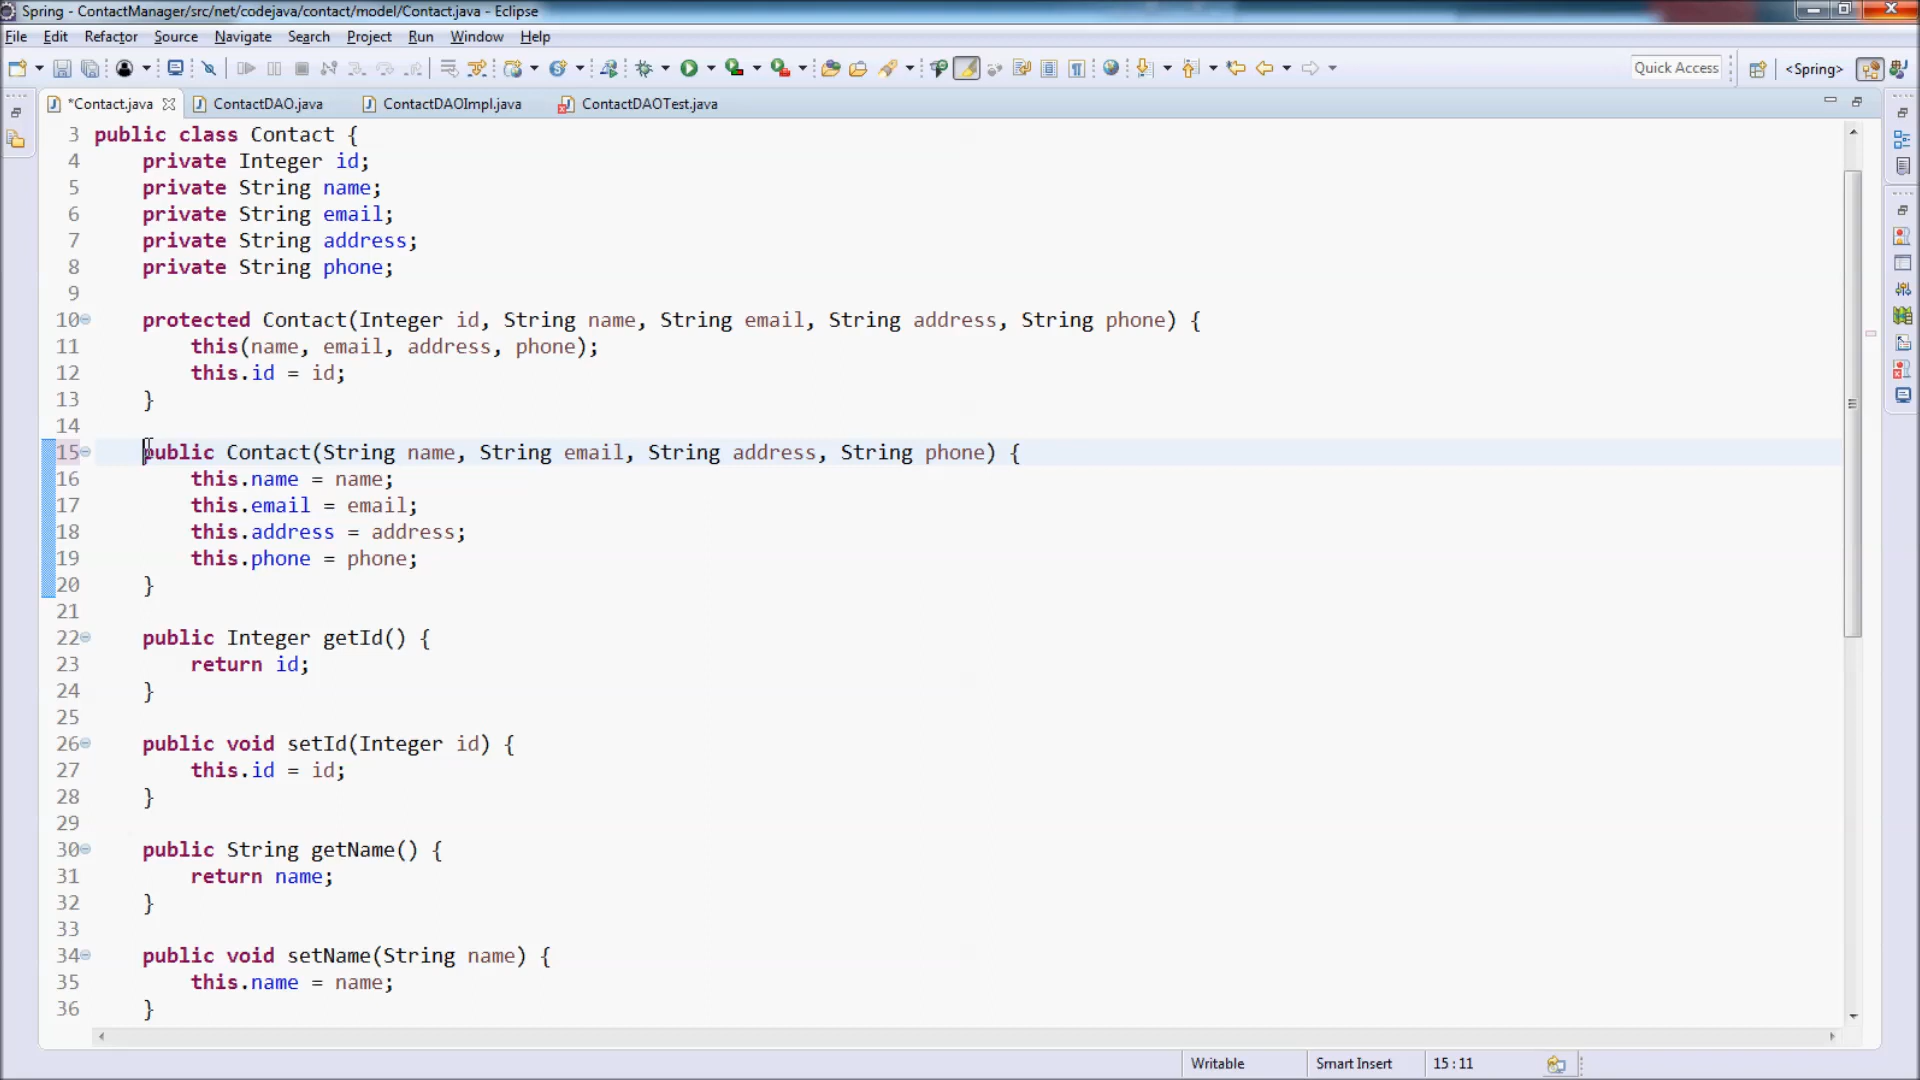 Spring - ContactManager/src/net/codejava/contact/model/Contact.java - Eclipse
File Edit Refactor Source Navigate Search Project Run Window Help
Quick Access <Spring>
*Contact.java ContactDAO.java ContactDAOImpl.java ContactDAOTest.java
3 public class Contact {
4 private Integer id;
5 private String name;
6 private String email;
7 private String address;
8 private String phone;
9
10 protected Contact(Integer id, String name, String email, String address, String phone) {
11 this(name, email, address, phone);
12 this.id = id;
13 }
14
15 public Contact(String name, String email, String address, String phone) {
16 this.name = name;
17 this.email = email;
18 this.address = address;
19 this.phone = phone;
20 }
21
22 public Integer getId() {
23 return id;
24 }
25
26 public void setId(Integer id) {
27 this.id = id;
28 }
29
30 public String getName() {
31 return name;
32 }
33
34 public void setName(String name) {
35 this.name = name;
36 }
Writable Smart Insert 15 : 11